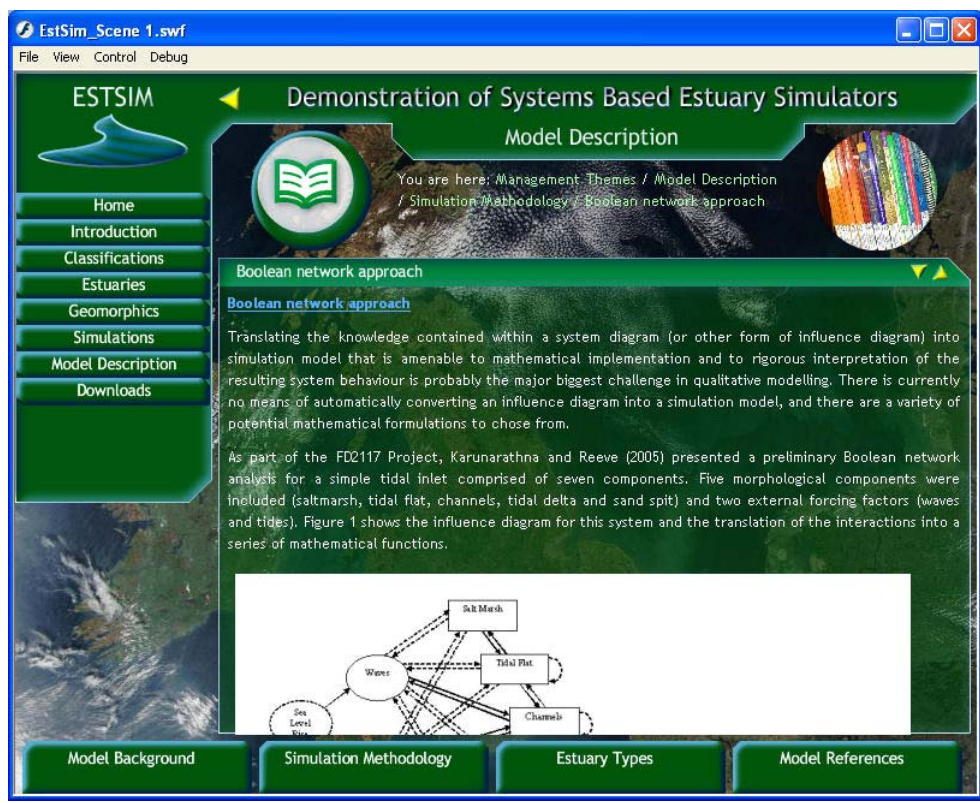 EstSim_Scene 1.swf
File View Control Debug
ESTSIM
Demonstration of Systems Based Estuary Simulators
Model Description
You are here: Management Themes / Model Description
/ Simulation Methodology / Boolean network approach
Home
Introduction
Classifications
Estuaries
Geomorphics
Simulations
Model Description
Downloads
Boolean network approach
Boolean network approach
Translating the knowledge contained within a system diagram (or other form of influence diagram) into
simulation model that is amenable to mathematical implementation and to rigorous interpretation of the
resulting system behaviour is probably the major biggest challenge in qualitative modelling. There is currently
no means of automatically converting an influence diagram into a simulation model, and there are a variety of
potential mathematical formulations to chose from.
As part of the FD2117 Project, Karunarathna and Reeve (2005) presented a preliminary Boolean network
analysis for a simple tidal inlet comprised of seven components. Five morphological components were
included (saltmarsh, tidal flat, channels, tidal delta and sand spit) and two external forcing factors (waves
and tides). Figure 1 shows the influence diagram for this system and the translation of the interactions into a
series of mathematical functions.
Salt Marsh
Tidal Flat
Waves
Channels
Sea
Level
Rise
Model Background
Simulation Methodology
Estuary Types
Model References